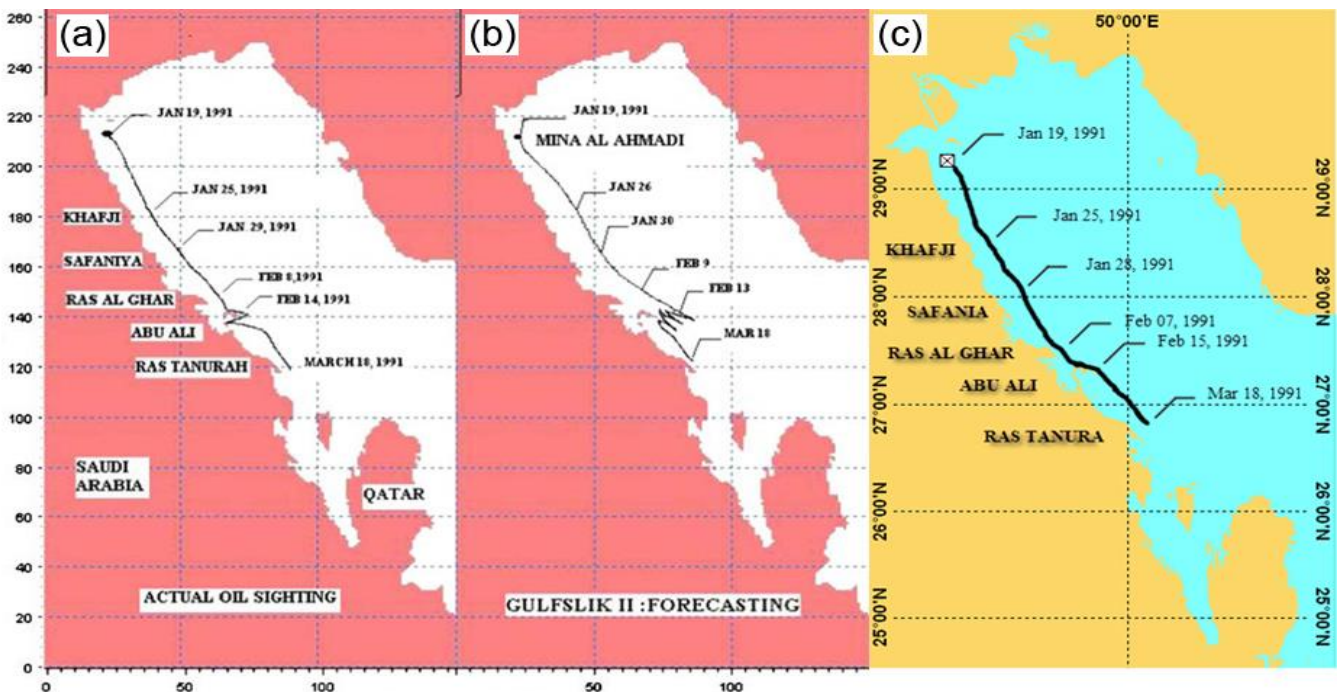 (a)
260
240
220
200
180
160
140
120
100
80
60
40
20
0
0
50
100
JAN 19, 1991
JAN 25, 1991
JAN 29, 1991
FEB 8,1991
FEB 14, 1991
MARCH 18, 1991
KHAFJI
SAFANIYA
RAS AL GHAR
ABU ALI
RAS TANURAH
SAUDI
ARABIA
QATAR
ACTUAL OIL SIGHTING
(b)
JAN 19, 1991
MINA AL AHMADI
JAN 26
JAN 30
FEB 9
FEB 13
MAR 18
GULFSLIK II :FORECASTING
0
50
100
(c)
50°00'E
Jan 19, 1991
Jan 25, 1991
Jan 28, 1991
Feb 07, 1991
Feb 15, 1991
Mar 18, 1991
KHAFJI
SAFANIA
RAS AL GHAR
ABU ALI
RAS TANURA
29°00'N
28°00'N
27°00'N
26°00'N
25°00'N
29°00'N
28°00'N
27°00'N
26°00'N
25°00'N